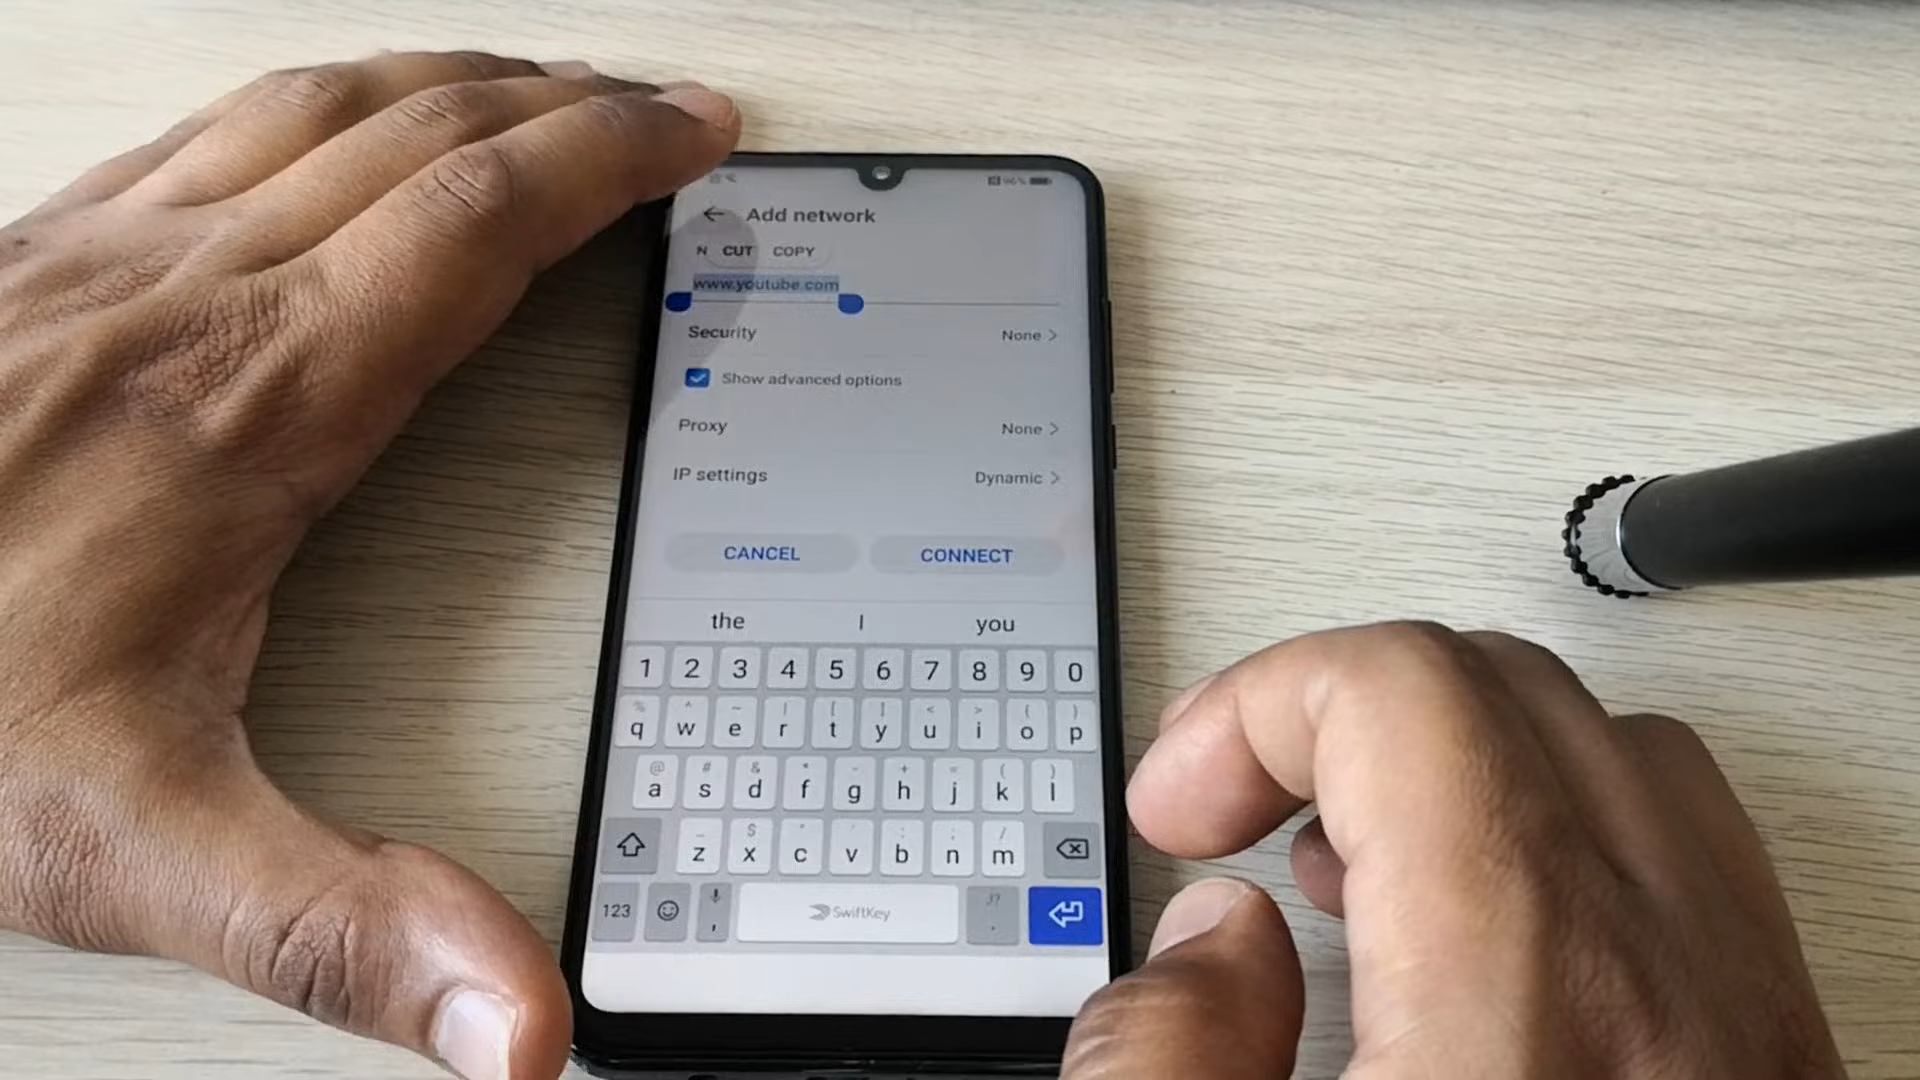 96%
Add network
N CUT COPY
www.youtube.com
Security None
Show advanced options
Proxy None
IP settings Dynamic
CANCEL CONNECT
the I you
1 2 3 4 5 6 7 8 9 0
q w e r t y u i o p
@ # & * - + = ( )
a s d f g h j k l
z x c v b n m
123 , SwiftKey .